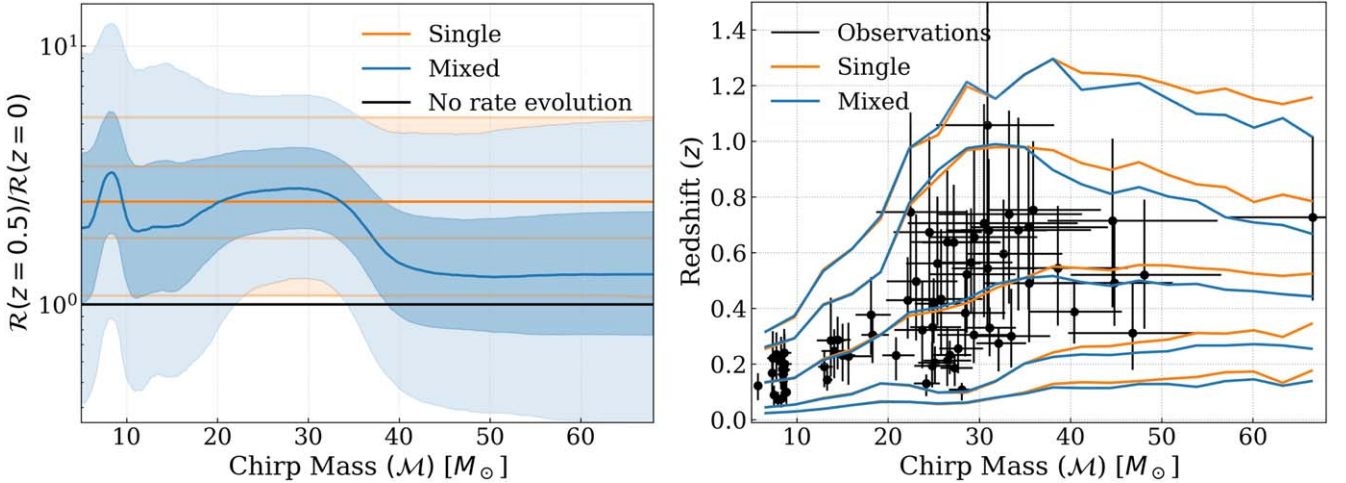 R(z = 0.5)/R(z = 0)
10¹
10⁰
Single
Mixed
No rate evolution
10 20 30 40 50 60
Chirp Mass (ℳ) [M⊙]
Redshift (z)
1.4
1.2
1.0
0.8
0.6
0.4
0.2
0.0
Observations
Single
Mixed
10 20 30 40 50 60
Chirp Mass (ℳ) [M⊙]